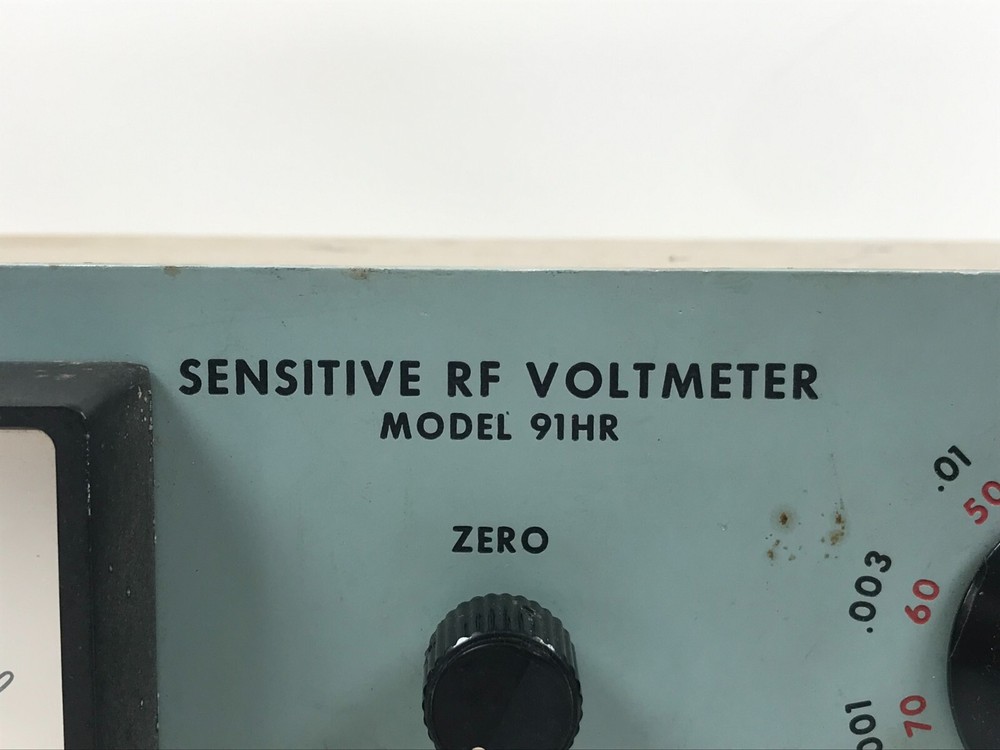 SENSITIVE RF VOLTMETER
MODEL 91HR
ZERO
.01
50
.003
60
70